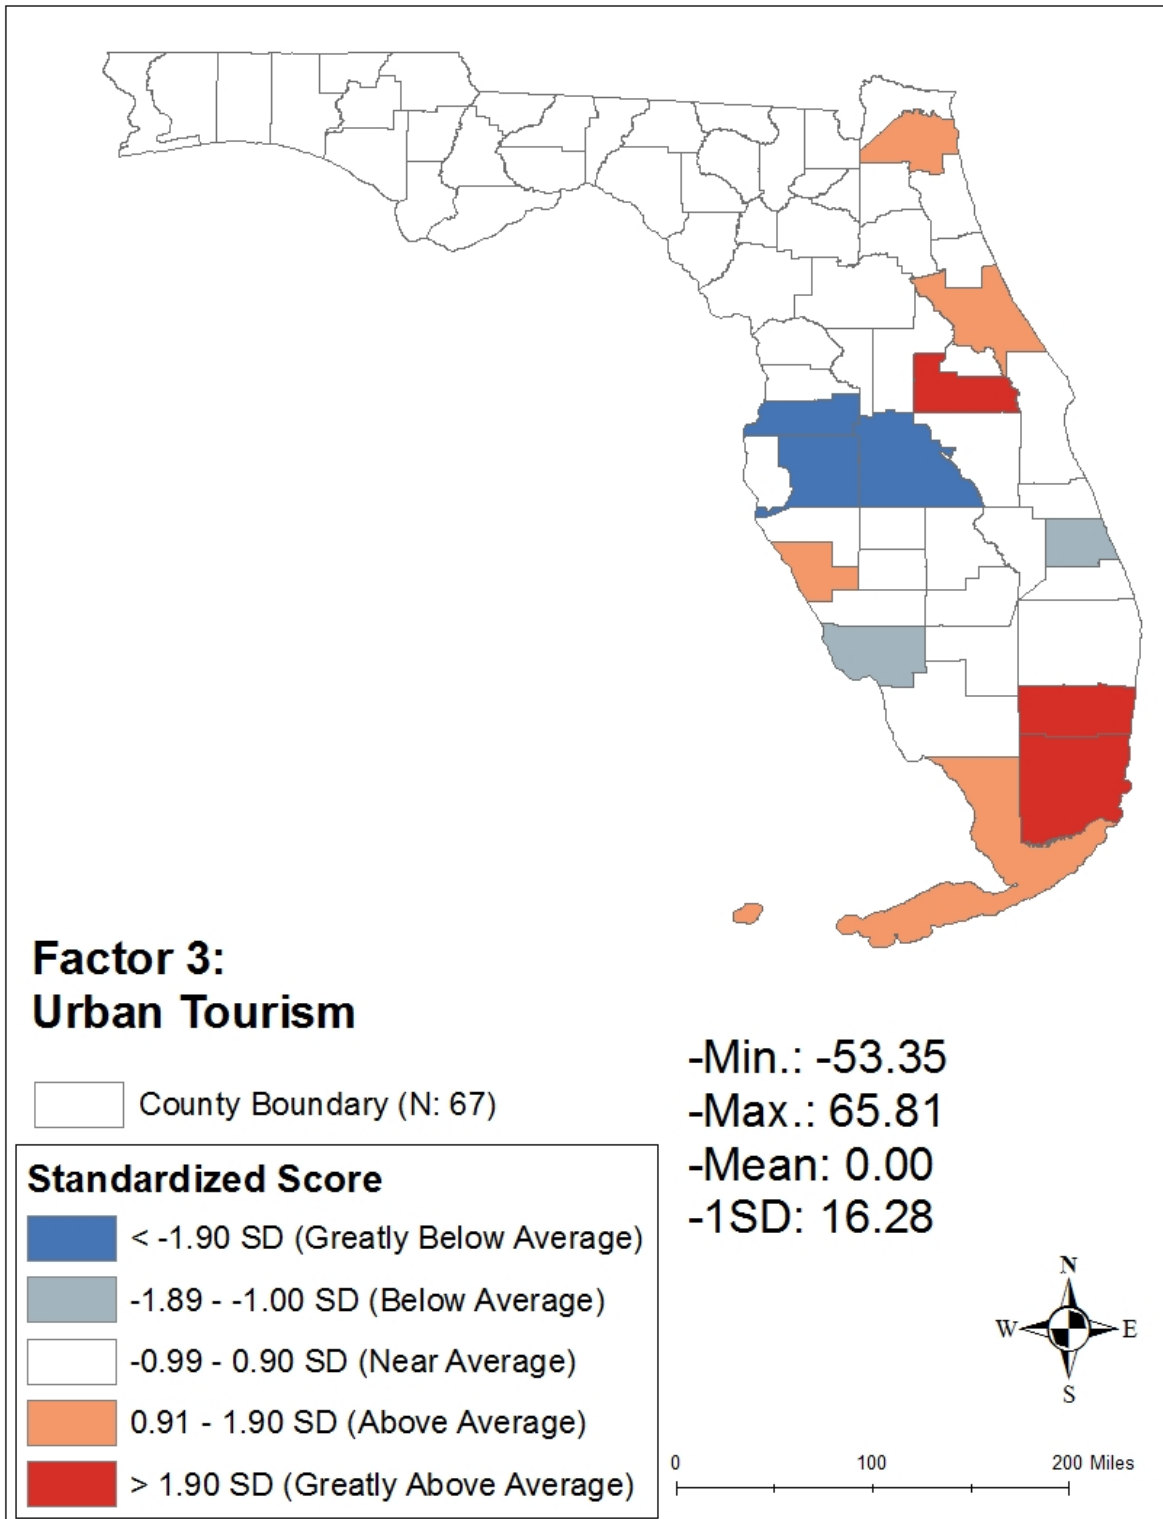 Factor 3:
Urban Tourism
County Boundary (N: 67)
Standardized Score
< -1.90 SD (Greatly Below Average)
-1.89 - -1.00 SD (Below Average)
-0.99 - 0.90 SD (Near Average)
0.91 - 1.90 SD (Above Average)
> 1.90 SD (Greatly Above Average)
-Min.: -53.35
-Max.: 65.81
-Mean: 0.00
-1SD: 16.28
N
W E
S
0 100 200 Miles